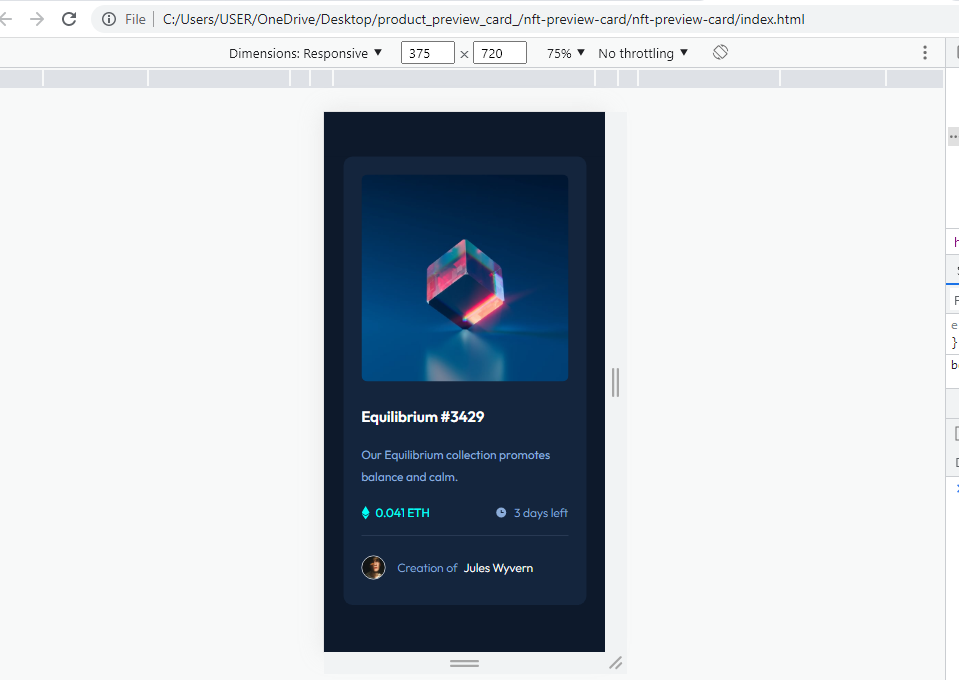 File C:/Users/USER/OneDrive/Desktop/product_preview_card_/nft-preview-card/nft-preview-card/index.html
Dimensions: Responsive ▼ 375 × 720 75% ▼ No throttling ▼
Equilibrium #3429
Our Equilibrium collection promotes
balance and calm.
0.041 ETH 3 days left
Creation of Jules Wyvern
e
}